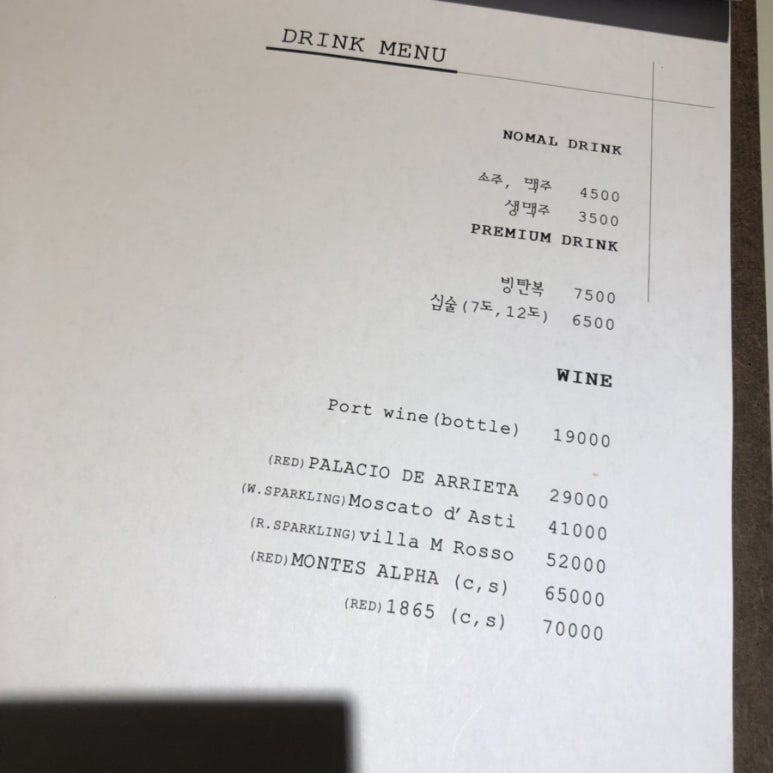 DRINK MENU
NOMAL DRINK
소주, 맥주 4500
생맥주 3500
PREMIUM DRINK
빙탄복 7500
심술(7도,12도) 6500
WINE
Port wine(bottle) 19000
(RED)PALACIO DE ARRIETA 29000
(W.SPARKLING)Moscato d'Asti 41000
(R.SPARKLING)villa M Rosso 52000
(RED)MONTES ALPHA (c,s) 65000
(RED)1865 (c,s) 70000